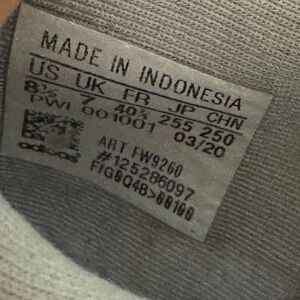 MADE IN INDONESIA
US UK FR JP CHN
8½ 7 40⅔ 255 250
PWI 001001 03/20
ART FW9260
#125286097
adidas